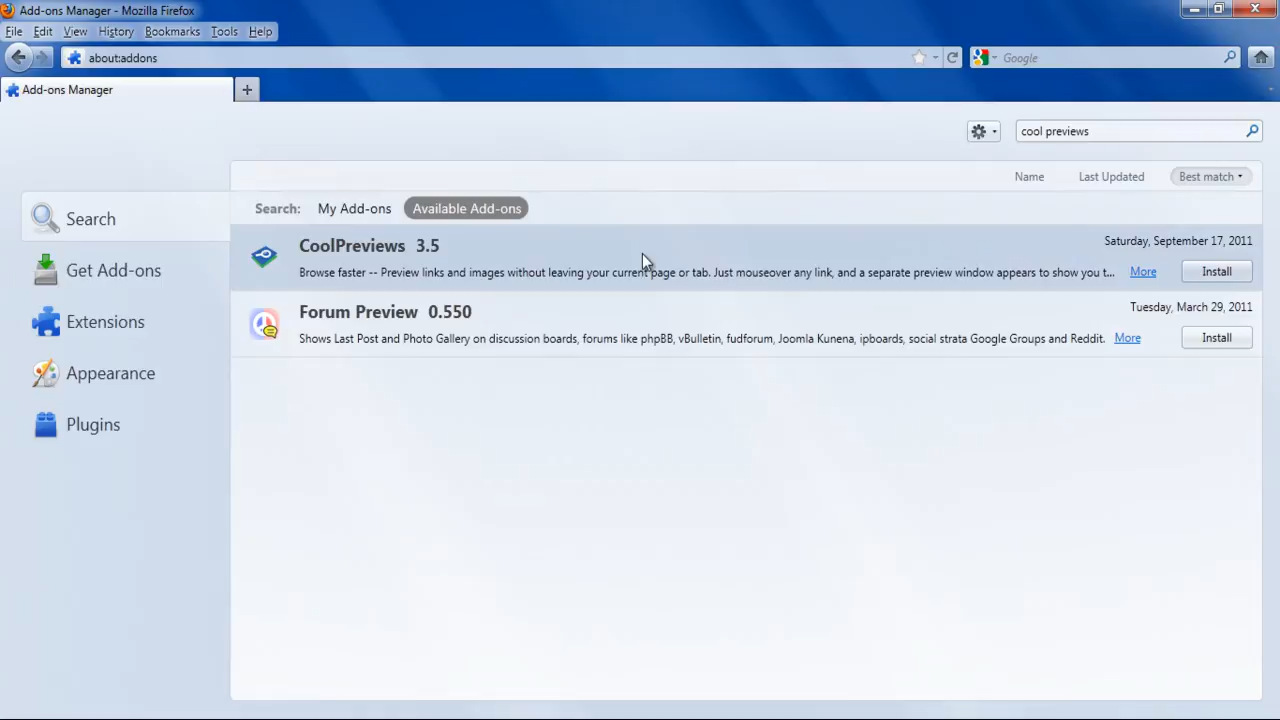 Add-ons Manager - Mozilla Firefox
File Edit View History Bookmarks Tools Help
about:addons
Google
Add-ons Manager
cool previews
Name Last Updated Best match
Search: My Add-ons Available Add-ons
Search
Get Add-ons
Extensions
Appearance
Plugins
CoolPreviews 3.5 Saturday, September 17, 2011
Browse faster -- Preview links and images without leaving your current page or tab. Just mouseover any link, and a separate preview window appears to show you t... More Install
Forum Preview 0.550 Tuesday, March 29, 2011
Shows Last Post and Photo Gallery on discussion boards, forums like phpBB, vBulletin, fudforum, Joomla Kunena, ipboards, social strata Google Groups and Reddit. More Install